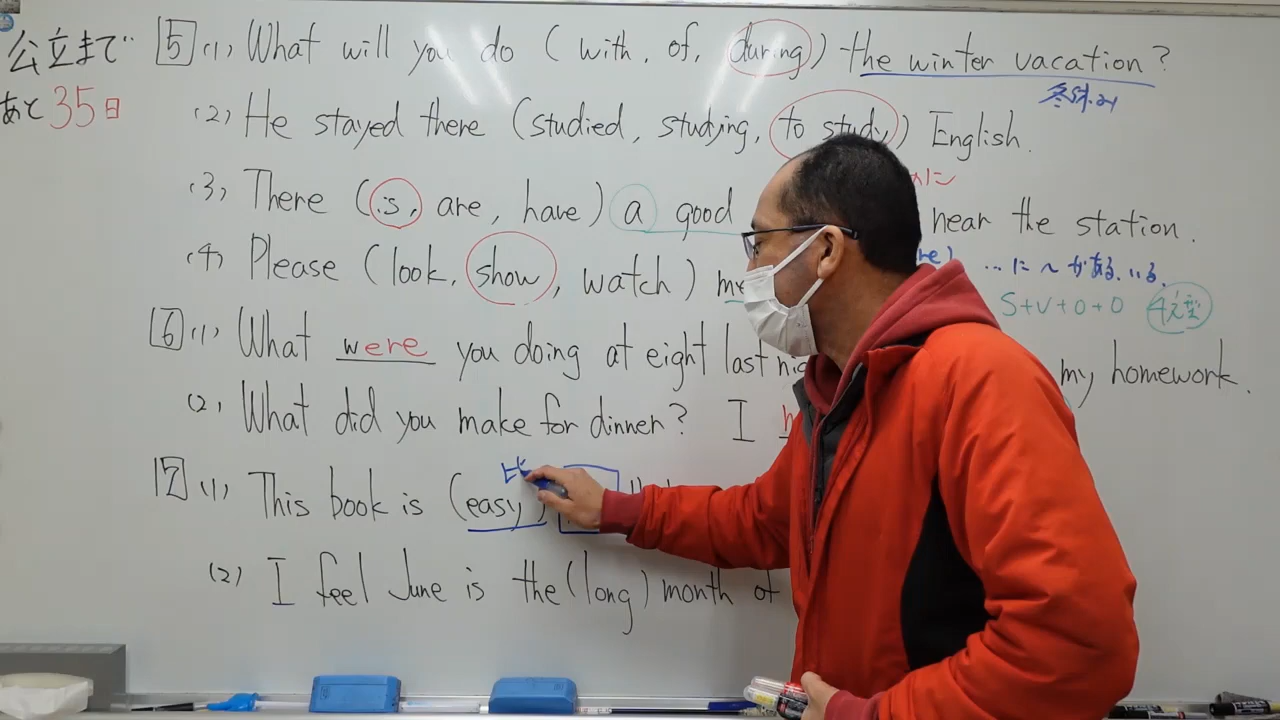 公立まで
あと35日
5 (1) What will you do (with, of, during) the winter vacation?
冬休み
(2) He stayed there (studied, studying, to study) English.
(3) There (is, are, have) a good near the station.
…に～がある、いる。
(4) Please (look, show, watch) me
S+V+O+O 4文型
6 (1) What were you doing at eight last my homework.
(2) What did you make for dinner? I
比
7 (1) This book is (easy)
(2) I feel June is the (long) month of